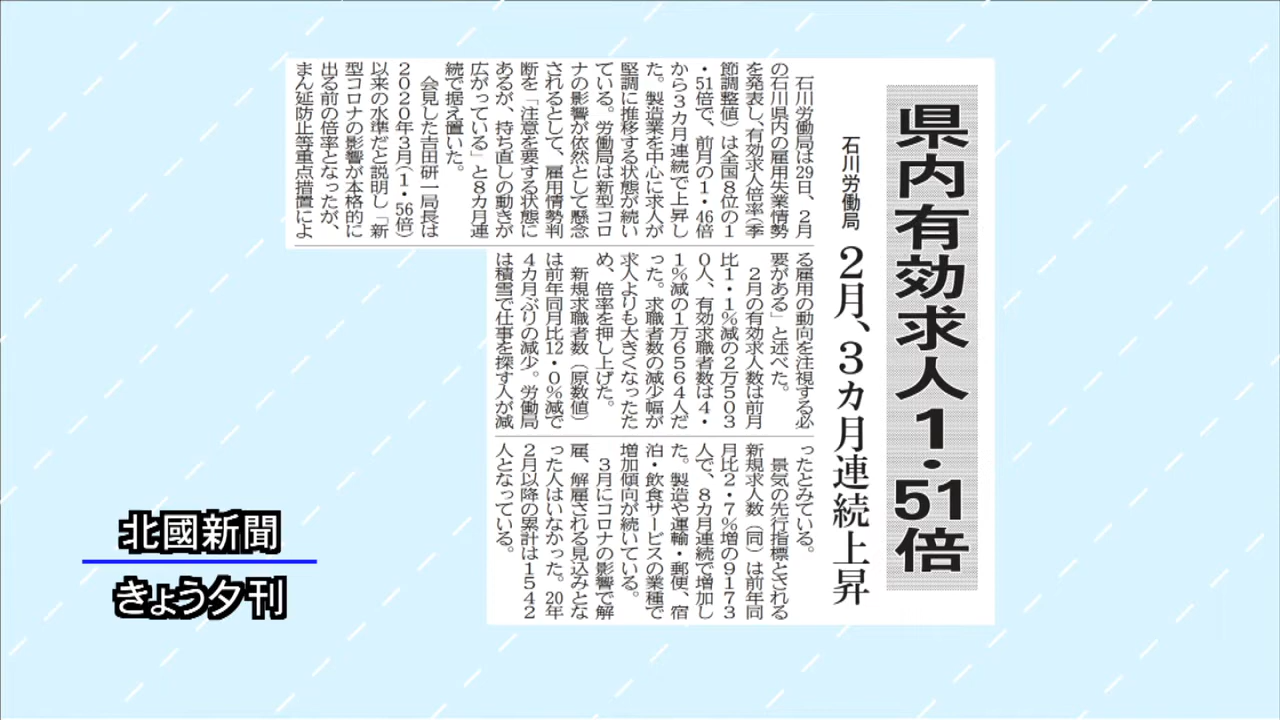 県内有効求人1・51倍
石川労働局
2月、3カ月連続上昇
石川労働局は29日、2月
の石川県内の雇用失業情勢
を発表し、有効求人倍率(季
節調整値)は全国8位の1
・51倍で、前月の1・46倍
から3カ月連続で上昇し
た。製造業を中心に求人が
堅調に推移する状態が続い
ている。労働局は新型コロ
ナの影響が依然として懸念
されるとして、雇用情勢判
断を「注意を要する状態に
あるが、持ち直しの動きが
広がっている」と8カ月連
続で据え置いた。
会見した吉田研一局長は
2020年3月(1・56倍)
以来の水準だと説明し「新
型コロナの影響が本格的に
出る前の倍率となったが、
まん延防止等重点措置によ
る雇用の動向を注視する必
要がある」と述べた。
2月の有効求人数は前月
比1・1%減の2万503
0人、有効求職者数は4・
1%減の1万6564人だ
った。求職者数の減少幅が
求人よりも大きくなったた
め、倍率を押し上げた。
新規求職者数(原数値)
は前年同月比12・0%減で
4カ月ぶりの減少。労働局
は積雪で仕事を探す人が減
ったとみている。
景気の先行指標とされる
新規求人数(同)は前年同
月比2・7%増の9173
人で、8カ月連続で増加し
た。製造や運輸・郵便、宿
泊・飲食サービスの業種で
増加傾向が続いている。
3月にコロナの影響で解
雇、解雇される見込みとな
った人はいなかった。20年
2月以降の累計は1542
人となっている。
北國新聞
きょう夕刊